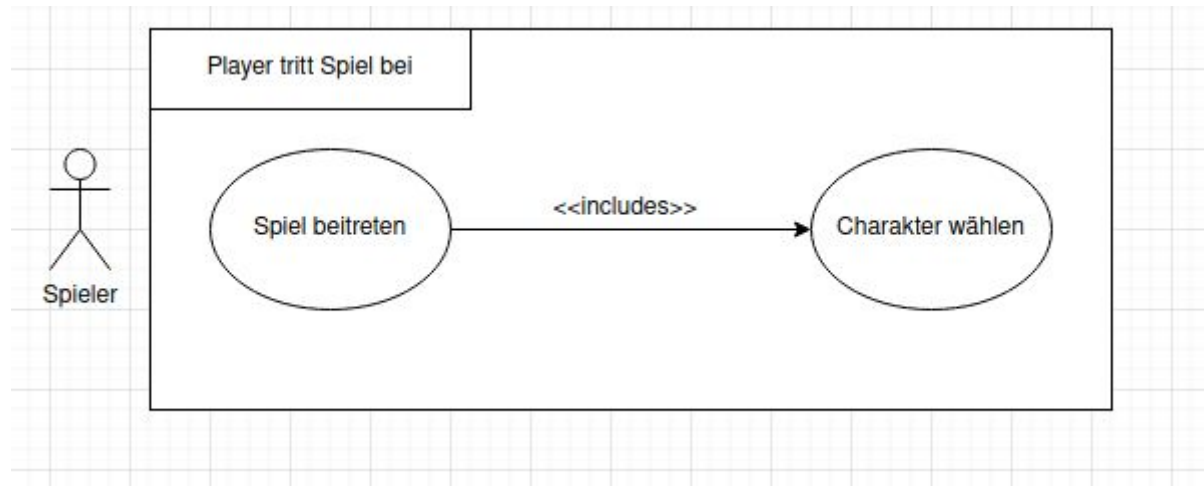 Player tritt Spiel bei
<<includes>>
Spiel beitreten
Charakter wählen
Spieler